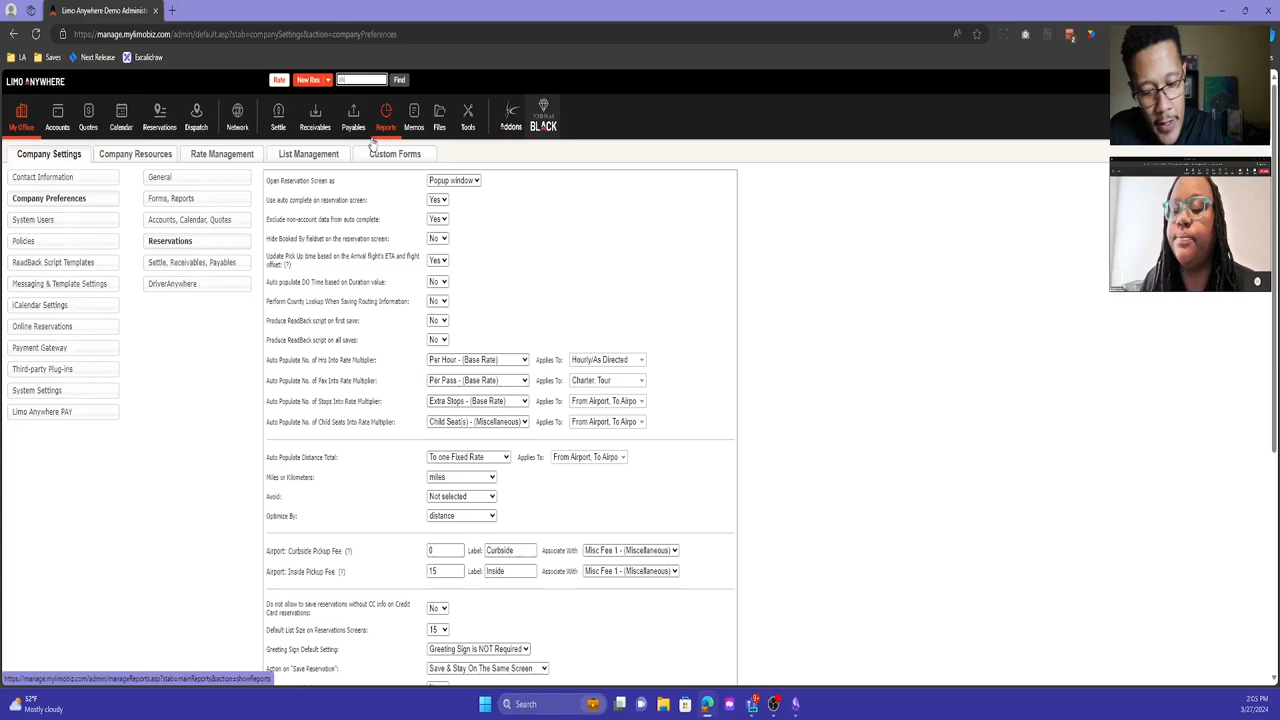 Limo Anywhere Demo Administr
https://manage.mylimobiz.com/admin/default.asp?stab=companySettings&action=companyPreferences
LA
Saves
Next Release
Excalidraw
LIMO ANYWHERE
Rate
New Res
Find
My Office
Accounts
Quotes
Calendar
Reservations
Dispatch
Network
Settle
Receivables
Payables
Reports
Memos
Files
Tools
Addons
BLACK
Company Settings
Company Resources
Rate Management
List Management
Custom Forms
Contact Information
Company Preferences
System Users
Policies
ReadBack Script Templates
Messaging & Template Settings
iCalendar Settings
Online Reservations
Payment Gateway
Third-party Plug-ins
System Settings
Limo Anywhere PAY
General
Forms, Reports
Accounts, Calendar, Quotes
Reservations
Settle, Receivables, Payables
DriverAnywhere
Open Reservation Screen as Popup window
Use auto complete on reservation screen: Yes
Exclude non-account data from auto complete: Yes
Hide Booked By fieldset on the reservation screen: No
Update Pick Up time based on the Arrival flight's ETA and flight
offset: (?) Yes
Auto populate DO Time based on Duration value: No
Perform County Lookup When Saving Routing Information: No
Produce ReadBack script on first save: No
Produce ReadBack script on all saves: No
Auto Populate No. of Hrs Into Rate Multiplier: Per Hour - (Base Rate) Applies To: Hourly/As Directed
Auto Populate No. of Pax Into Rate Multiplier: Per Pass - (Base Rate) Applies To: Charter, Tour
Auto Populate No. of Stops Into Rate Multiplier: Extra Stops - (Base Rate) Applies To: From Airport, To Airpo
Auto Populate No. of Child Seats Into Rate Multiplier: Child Seat(s) - (Miscellaneous) Applies To: From Airport, To Airpo
Auto Populate Distance Total: To one Fixed Rate Applies To: From Airport, To Airpo
Miles or Kilometers: miles
Avoid: Not selected
Optimize By: distance
Airport: Curbside Pickup Fee (?) 0 Label: Curbside Associate With Misc Fee 1 - (Miscellaneous)
Airport: Inside Pickup Fee (?) 15 Label: Inside Associate With Misc Fee 1 - (Miscellaneous)
Do not allow to save reservations without CC info on Credit
Card reservations: No
Default List Size on Reservations Screens: 15
Greeting Sign Default Setting: Greeting Sign is NOT Required
Action on "Save Reservation": Save & Stay On The Same Screen
https://manage.mylimobiz.com/admin/manageReports.asp?stab=mainReports&action=showReports
52°F
Mostly cloudy
Search
2:05 PM
3/27/2024